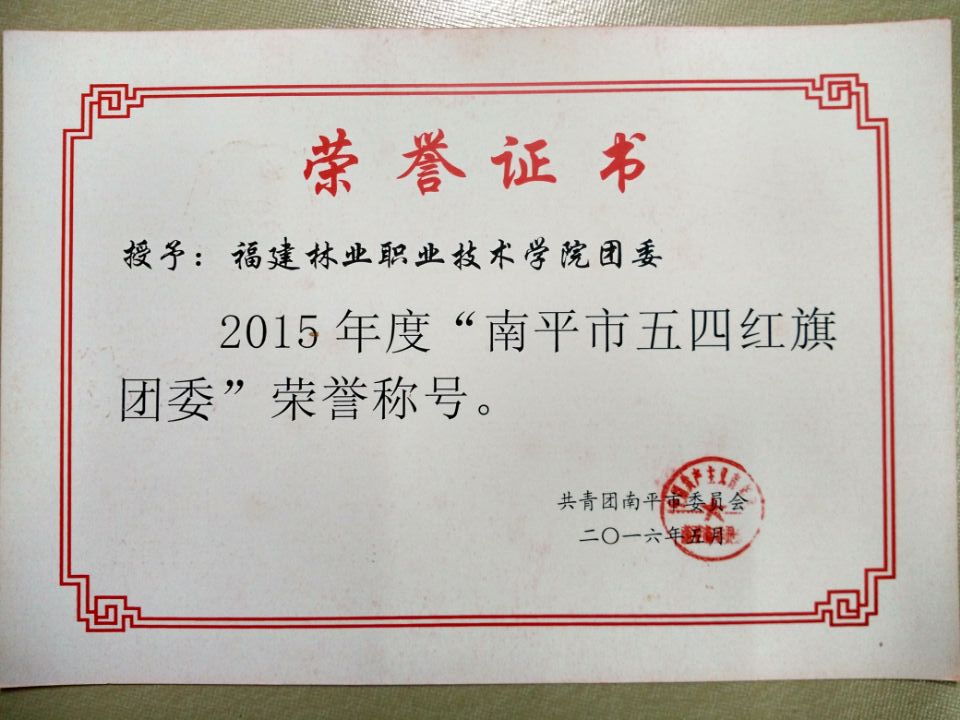 荣誉证书
授予：福建林业职业技术学院团委
2015年度“南平市五四红旗
团委”荣誉称号。
共青团南平市委员会
二〇一六年五月